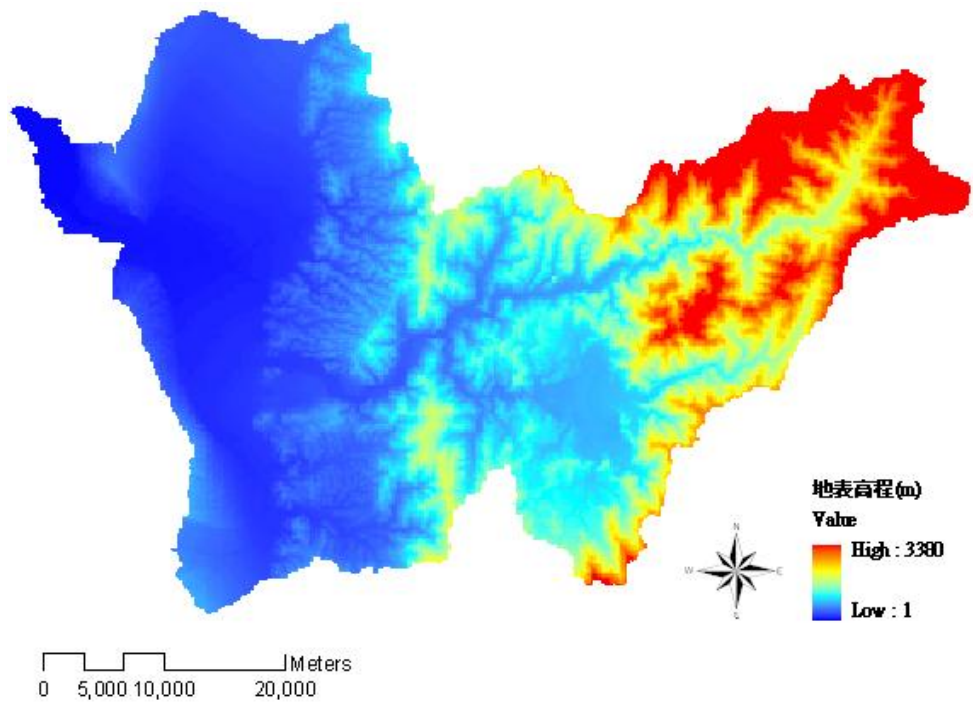 地表高程(m)
Value
High : 3380
Low : 1
N
W
E
S
Meters
0 5,000 10,000 20,000